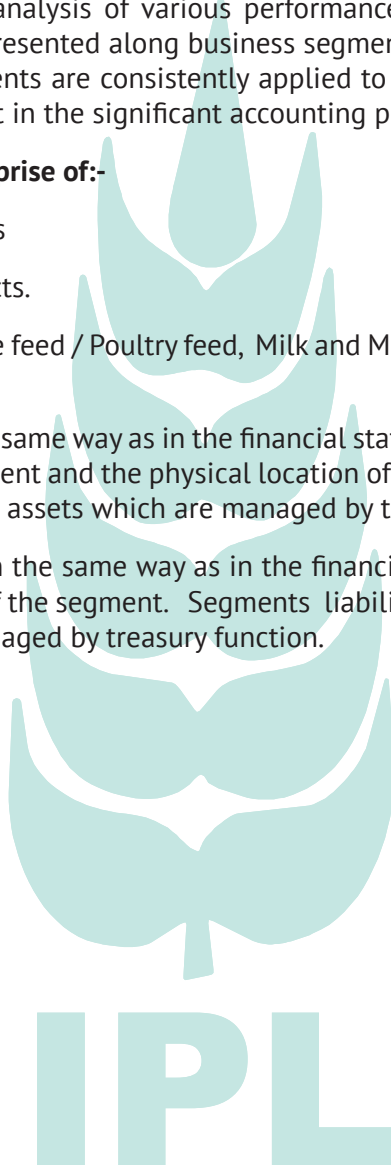 analysis of various performance
resented along business segmen
ents are consistently applied to
t in the significant accounting p
prise of:-
s
cts.
e feed / Poultry feed, Milk and M
same way as in the financial sta
ent and the physical location of
assets which are managed by t
n the same way as in the financi
f the segment. Segments liabili
aged by treasury function.
IPL